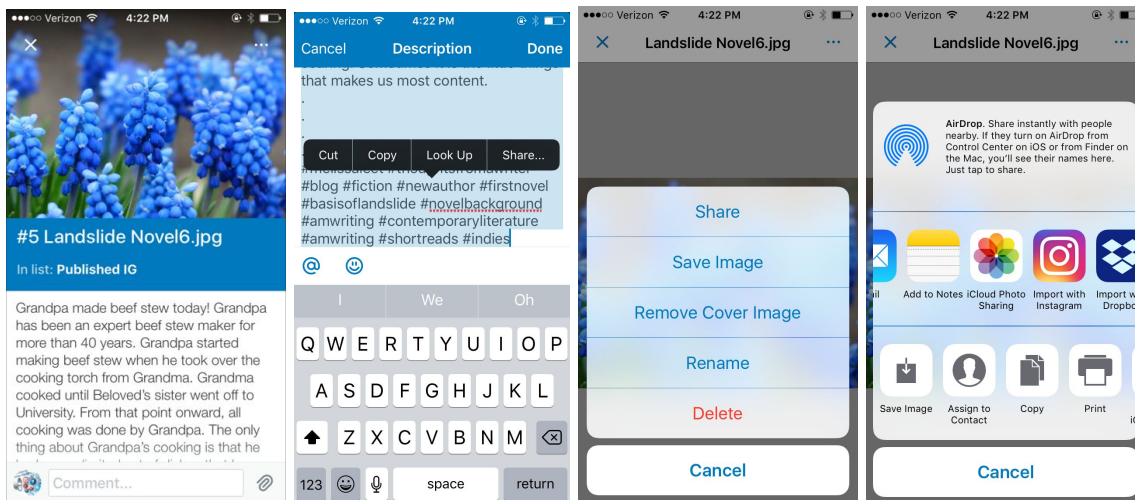 Verizon 4:22 PM
#5 Landslide Novel6.jpg
In list: Published IG
Grandpa made beef stew today! Grandpa
has been an expert beef stew maker for
more than 40 years. Grandpa started
making beef stew when he took over the
cooking torch from Grandma. Grandma
cooked until Beloved's sister went off to
University. From that point onward, all
cooking was done by Grandpa. The only
thing about Grandpa's cooking is that he
Comment...
Verizon 4:22 PM
Cancel Description Done
that makes us most content.
.
.
.
Cut Copy Look Up Share...
#blog #fiction #newauthor #firstnovel
#basisoflandslide #novelbackground
#amwriting #contemporaryliterature
#amwriting #shortreads #indies
@
I We Oh
Q W E R T Y U I O P
A S D F G H J K L
Z X C V B N M
123 space return
Verizon 4:22 PM
Landslide Novel6.jpg
Share
Save Image
Remove Cover Image
Rename
Delete
Cancel
Verizon 4:22 PM
Landslide Novel6.jpg
AirDrop. Share instantly with people
nearby. If they turn on AirDrop from
Control Center on iOS or from Finder on
the Mac, you'll see their names here.
Just tap to share.
Add to Notes iCloud Photo Import with Import w
Sharing Instagram Dropbo
Save Image Assign to Copy Print
Contact
Cancel